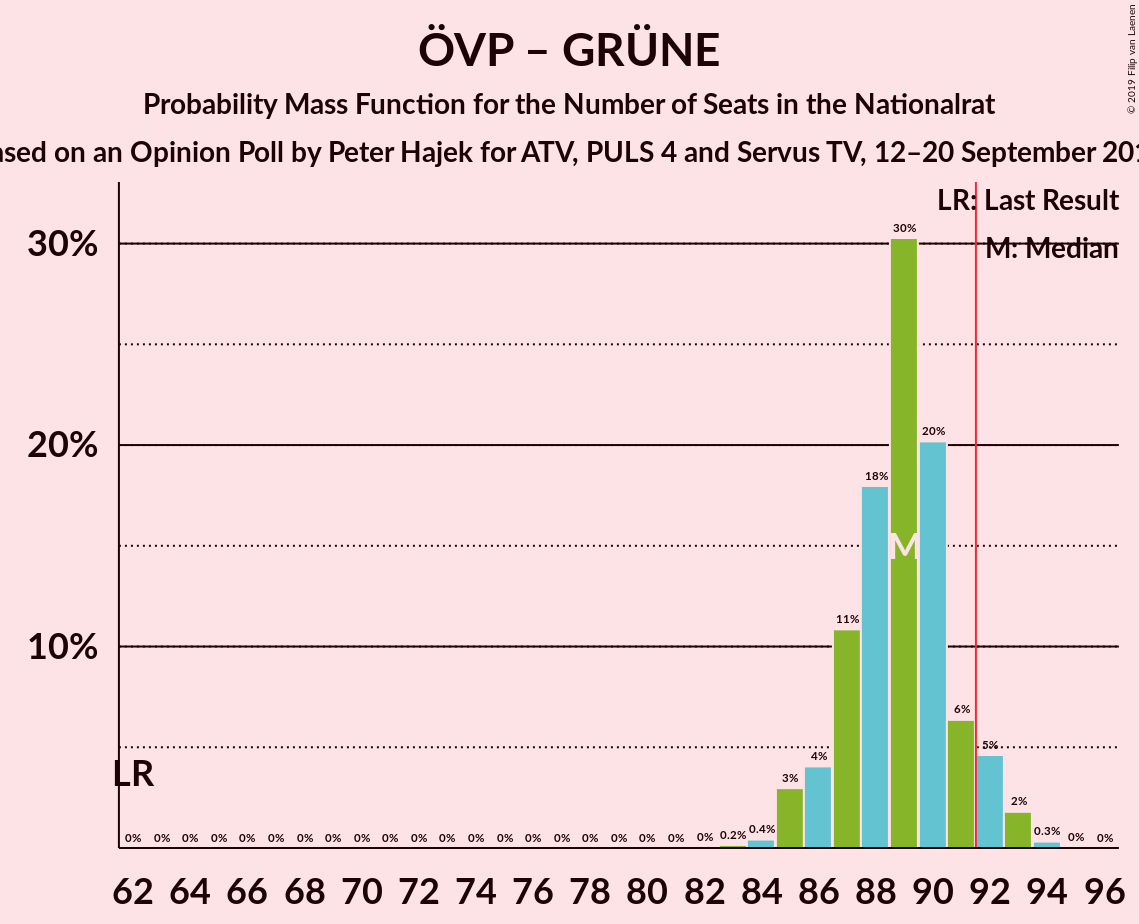 ÖVP – GRÜNE
Probability Mass Function for the Number of Seats in the Nationalrat
on an Opinion Poll by Peter Hajek for ATV, PULS 4 and Servus TV, 12–20 September
© 2019 Filip van Laenen
LR: Last Result
M: Median
30%
20%
10%
LR
M
0% 0% 0% 0% 0% 0% 0% 0% 0% 0% 0% 0% 0% 0% 0% 0% 0% 0% 0% 0% 0% 0.2% 0.4% 3% 4% 11% 18% 30% 20% 6% 5% 2% 0.3% 0% 0%
62 64 66 68 70 72 74 76 78 80 82 84 86 88 90 92 94 96